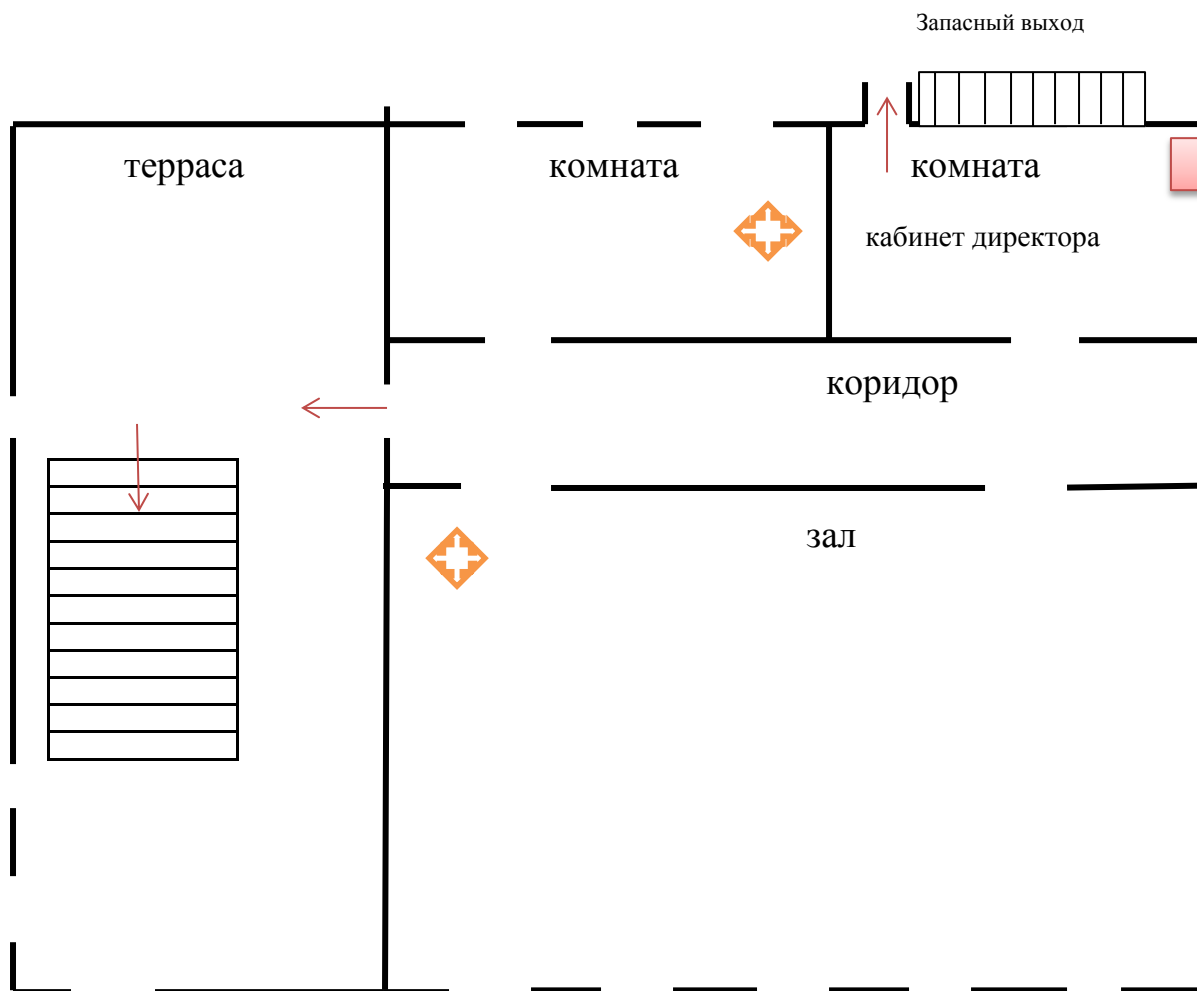 Запасный выход
терраса
комната
комната
кабинет директора
коридор
зал